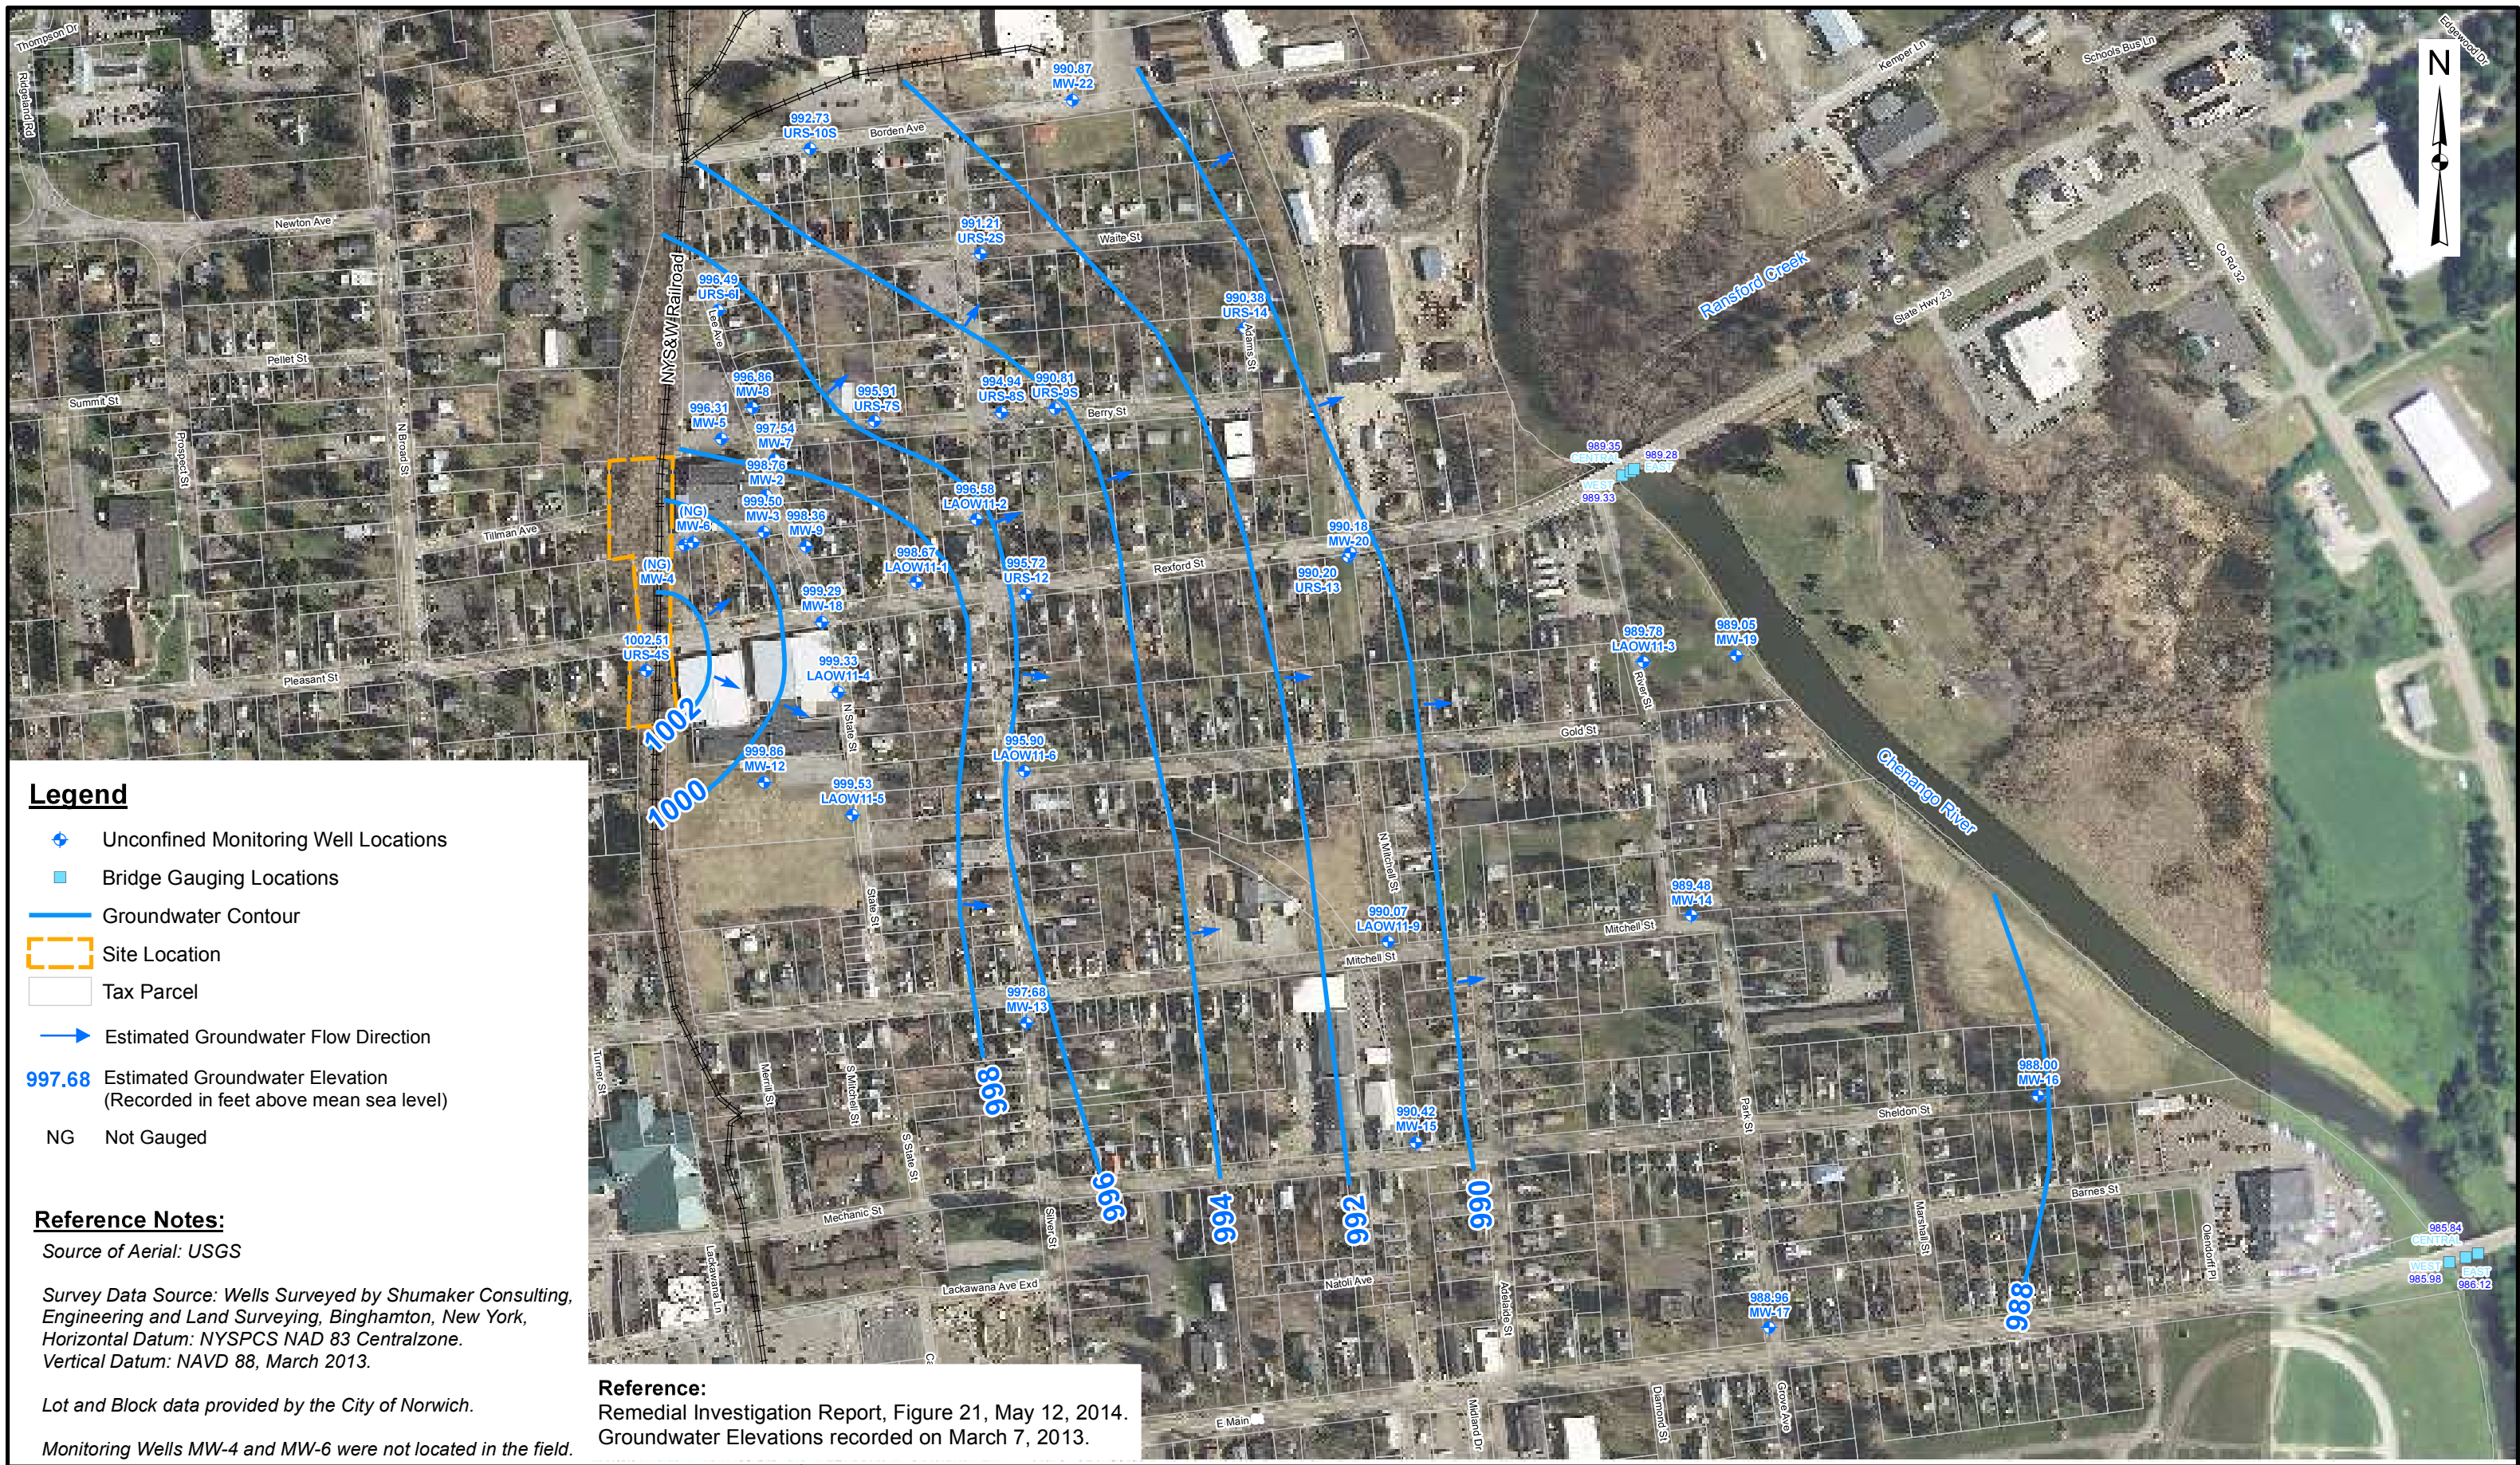 Thompson Dr
Ridgeland Rd
Newton Ave
Pellet St
Summit St
Prospect St
N Broad St
Tillman Ave
Pleasant St
NYS&W Railroad
Lee Ave
Borden Ave
Waite St
Berry St
Adams St
Rexford St
Kemper Ln
Schools Bus Ln
Edgewood Dr
Co Rd 32
State Hwy 23
Ransford Creek
Chenango River
N
990.87
MW-22
992.73
URS-10S
991.21
URS-2S
996.49
URS-6I
990.38
URS-14
996.86
MW-8
995.91
URS-7S
994.94
URS-8S
990.81
URS-9S
996.31
MW-5
997.54
MW-7
998.76
MW-2
999.50
MW-3
998.36
MW-9
(NG)
MW-6
(NG)
MW-4
996.58
LAOW11-2
998.67
LAOW11-1
995.72
URS-12
999.29
MW-18
990.18
MW-20
990.20
URS-13
989.35
CENTRAL
989.28
EAST
WEST
989.33
1002.51
URS-4S
999.33
LAOW11-4
989.78
LAOW11-3
989.05
MW-19
River St
Gold St
N State St
1002
1000
999.86
MW-12
999.53
LAOW11-5
995.90
LAOW11-6
N Mitchell St
State St
990.07
LAOW11-9
989.48
MW-14
Mitchell St
Mitchell St
997.68
MW-13
988.00
MW-16
990.42
MW-15
Sheldon St
Park St
Turner St
Merrill St
S Mitchell St
S State St
998
996
994
992
990
988
Mechanic St
Silver St
Marshall St
Barnes St
Olendorff Pl
985.84
CENTRAL
WEST
985.98
EAST
986.12
Lackawana Ln
Lackawana Ave Exd
Natoli Ave
Adelaide St
988.96
MW-17
E Main
Midland Dr
Diamond St
Grove Ave
Legend
Unconfined Monitoring Well Locations
Bridge Gauging Locations
Groundwater Contour
Site Location
Tax Parcel
Estimated Groundwater Flow Direction
997.68 Estimated Groundwater Elevation
(Recorded in feet above mean sea level)
NG Not Gauged
Reference Notes:
Source of Aerial: USGS
Survey Data Source: Wells Surveyed by Shumaker Consulting,
Engineering and Land Surveying, Binghamton, New York,
Horizontal Datum: NYSPCS NAD 83 Centralzone.
Vertical Datum: NAVD 88, March 2013.
Lot and Block data provided by the City of Norwich.
Monitoring Wells MW-4 and MW-6 were not located in the field.
Reference:
Remedial Investigation Report, Figure 21, May 12, 2014.
Groundwater Elevations recorded on March 7, 2013.